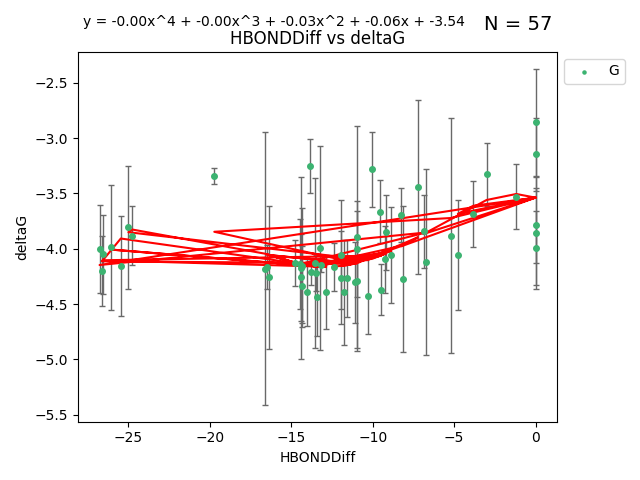 y = -0.00x^4 + -0.00x^3 + -0.03x^2 + -0.06x + -3.54
N = 57
HBONDDiff vs deltaG
G
deltaG
−2.5
−3.0
−3.5
−4.0
−4.5
−5.0
−5.5
−25
−20
−15
−10
−5
0
HBONDDiff